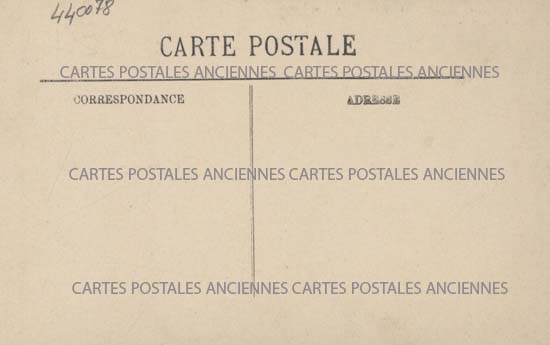 440078
CARTE POSTALE
CARTES POSTALES ANCIENNES CARTES POSTALES ANCIENNES
CORRESPONDANCE ADRESSE
CARTES POSTALES ANCIENNES CARTES POSTALES ANCIENNES
CARTES POSTALES ANCIENNES CARTES POSTALES ANCIENNES